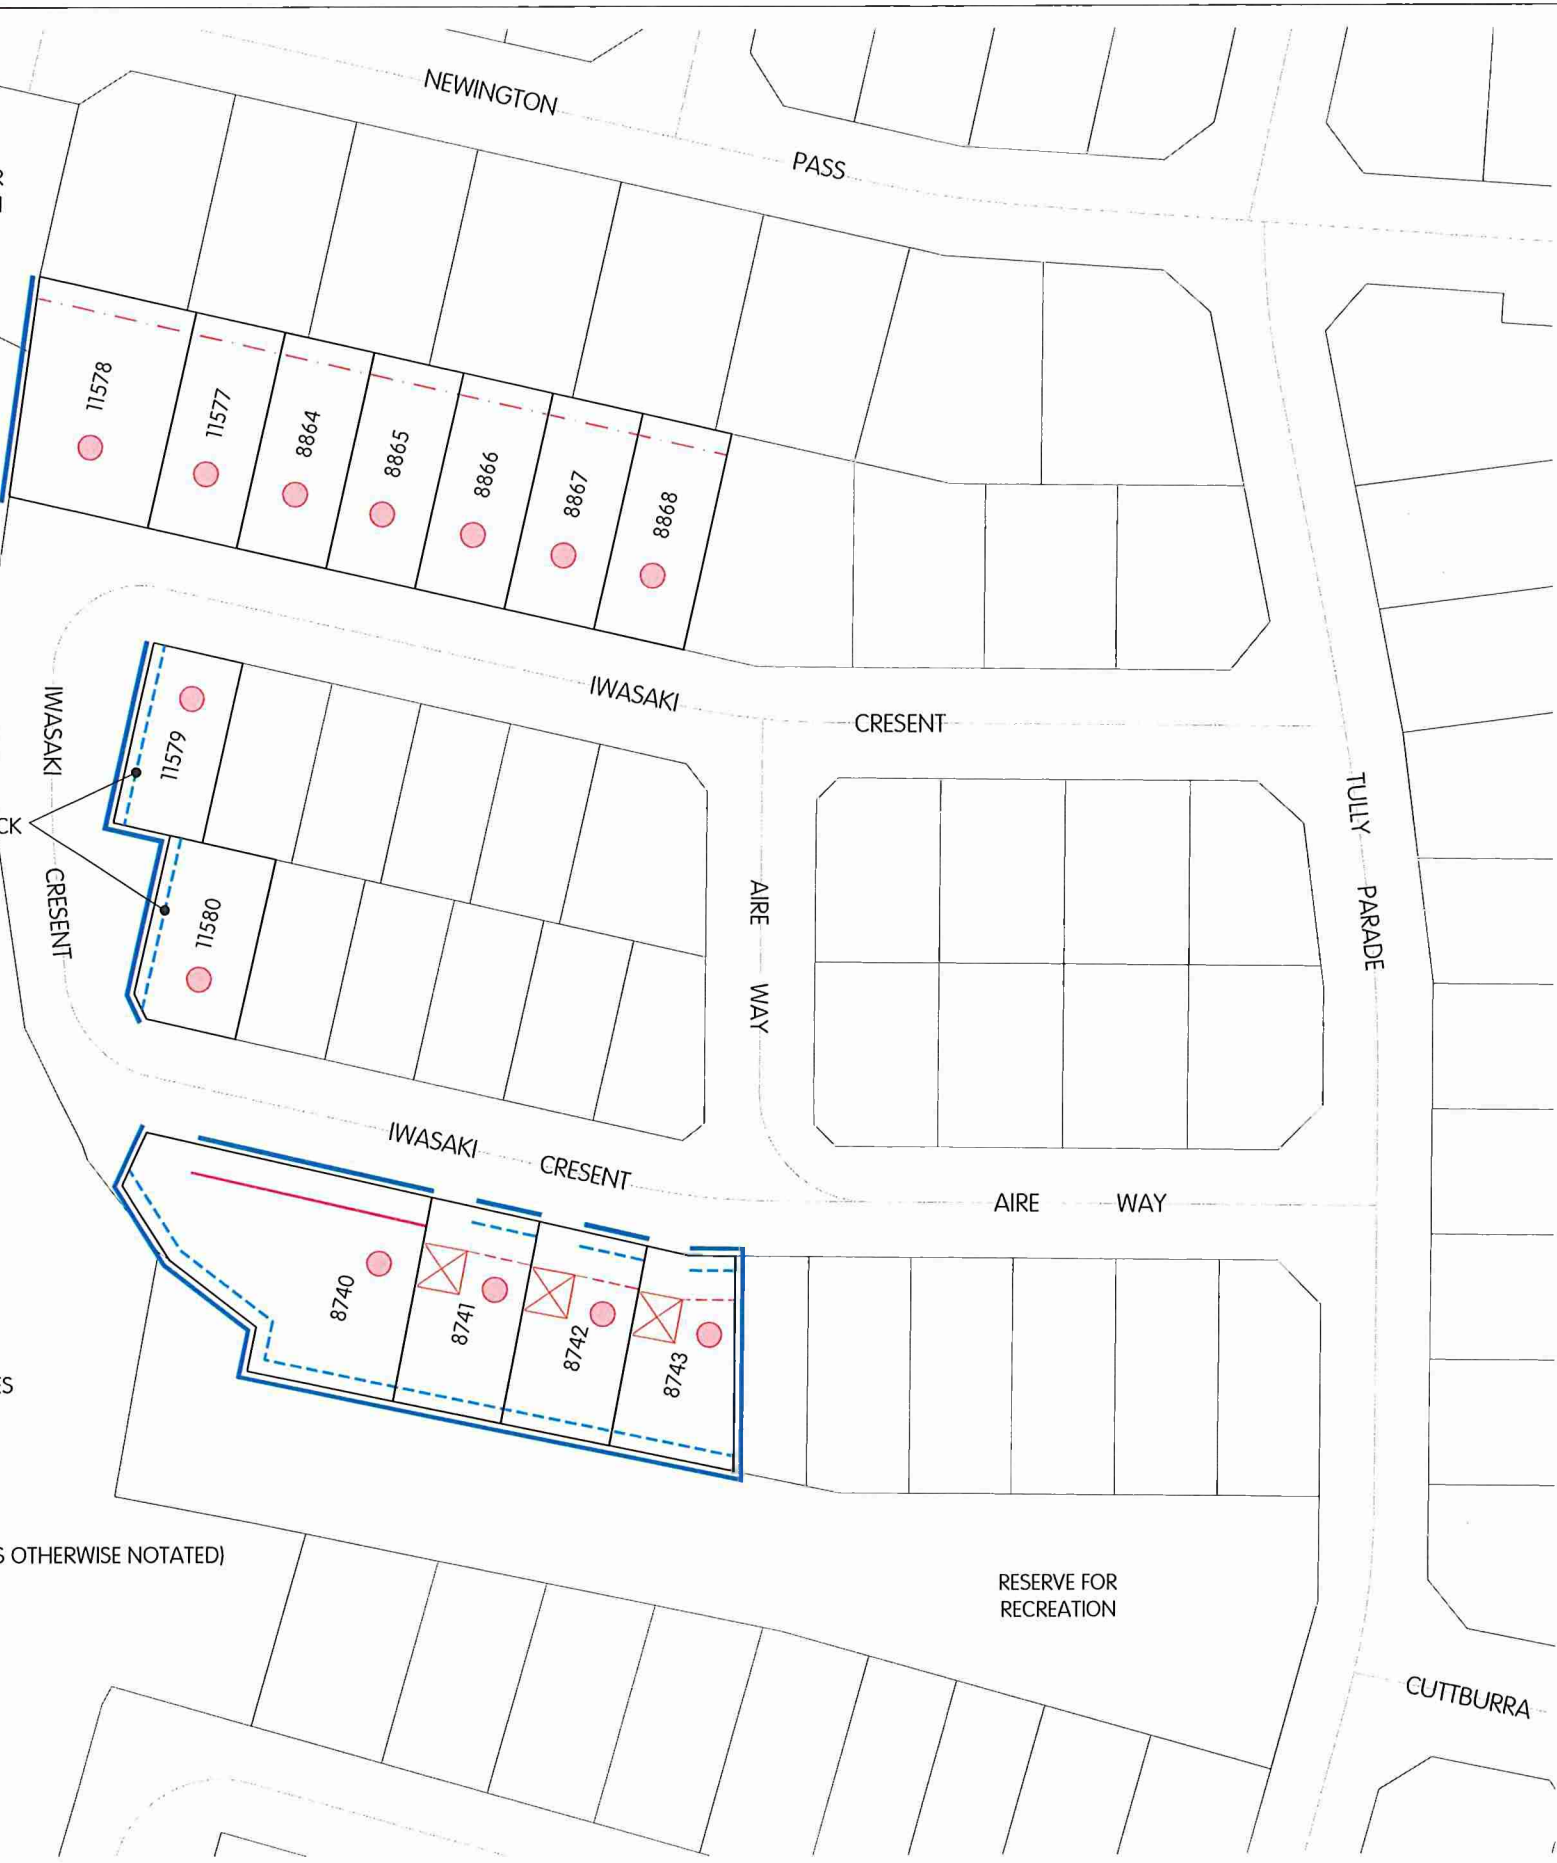 NEWINGTON
PASS
R
11578
11577
8864
8865
8866
8867
8868
IWASAKI
CRESENT
IWASAKI
CRESENT
11579
CK
11580
TULLY
PARADE
AIRE
WAY
IWASAKI
CRESENT
AIRE WAY
8740
8741
8742
8743
ES
S OTHERWISE NOTATED)
RESERVE FOR
RECREATION
CUTTBURRA